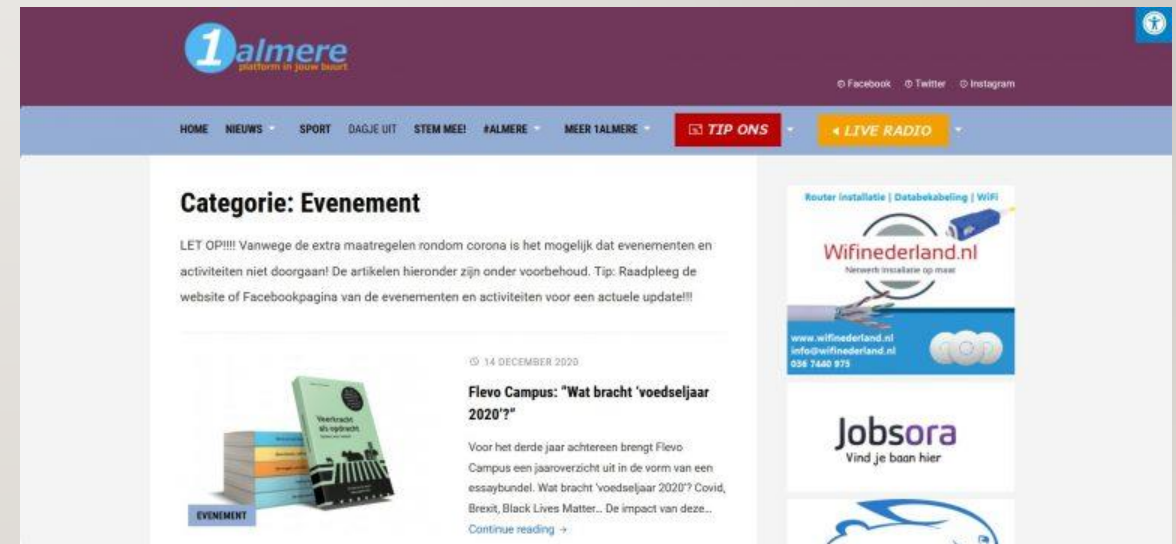 1almere
platform in jouw buurt
Facebook Twitter Instagram
HOME NIEUWS SPORT DAGJE UIT STEM MEE! #ALMERE MEER 1ALMERE TIP ONS LIVE RADIO
Categorie: Evenement
LET OP!!!! Vanwege de extra maatregelen rondom corona is het mogelijk dat evenementen en
activiteiten niet doorgaan! De artikelen hieronder zijn onder voorbehoud. Tip: Raadpleeg de
website of Facebookpagina van de evenementen en activiteiten voor een actuele update!!!
14 DECEMBER 2020
Flevo Campus: “Wat bracht ‘voedseljaar
2020’?”
Voor het derde jaar achtereen brengt Flevo
Campus een jaaroverzicht uit in de vorm van een
essaybundel. Wat bracht ‘voedseljaar 2020’? Covid,
Brexit, Black Lives Matter… De impact van deze…
Continue reading →
Veerkracht
als opdracht
EVENEMENT
Router installatie | Databekabeling | WiFi
Wifinederland.nl
Netwerk installatie op maat
www.wifinederland.nl
info@wifinederland.nl
036 7440 975
Jobsora
Vind je baan hier